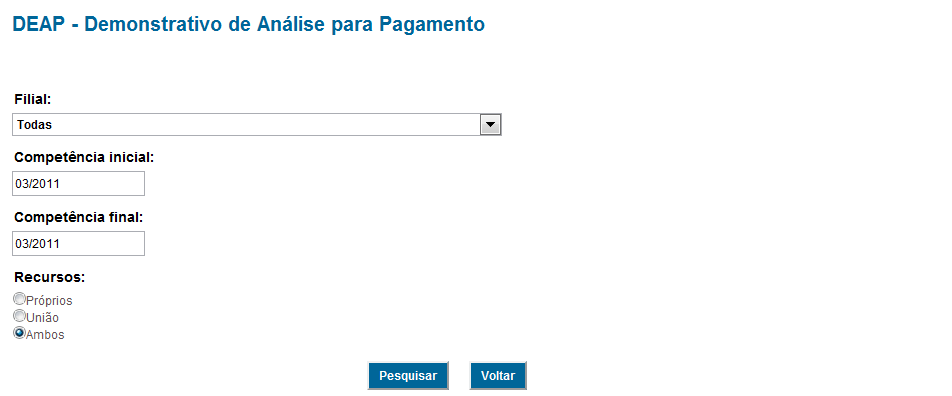 DEAP - Demonstrativo de Análise para Pagamento
Filial:
Todas
Competência inicial:
03/2011
Competência final:
03/2011
Recursos:
Próprios
União
Ambos
Pesquisar Voltar